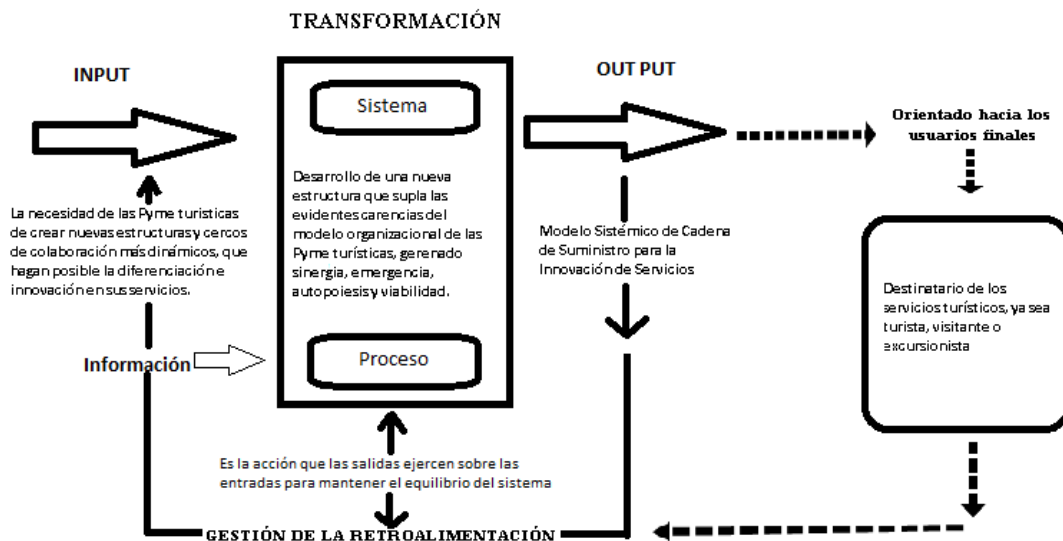 TRANSFORMACIÓN
INPUT
OUT PUT
Sistema
Orientado hacia los
usuarios finales
Desarrollo de una nueva
estructura que supla las
evidentes carencias del
modelo organizacional de las
Pyme turísticas, gerenado
sinergia, emergencia,
autopoiesis y viabilidad.
La necesidad de las Pyme turisticas
de crear nuevas estructuras y cercos
de colaboración más dinámicos, que
hagan posible la diferenciación e
innovación en sus servicios.
Modelo Sistémico de Cadena
de Suministro para la
Innovación de Servicios
Destinatario de los
servicios turísticos, ya sea
turista, visitante o
excursionista
Información
Proceso
Es la acción que las salidas ejercen sobre las
entradas para mantener el equilibrio del sistema
GESTIÓN DE LA RETROALIMENTACIÓN